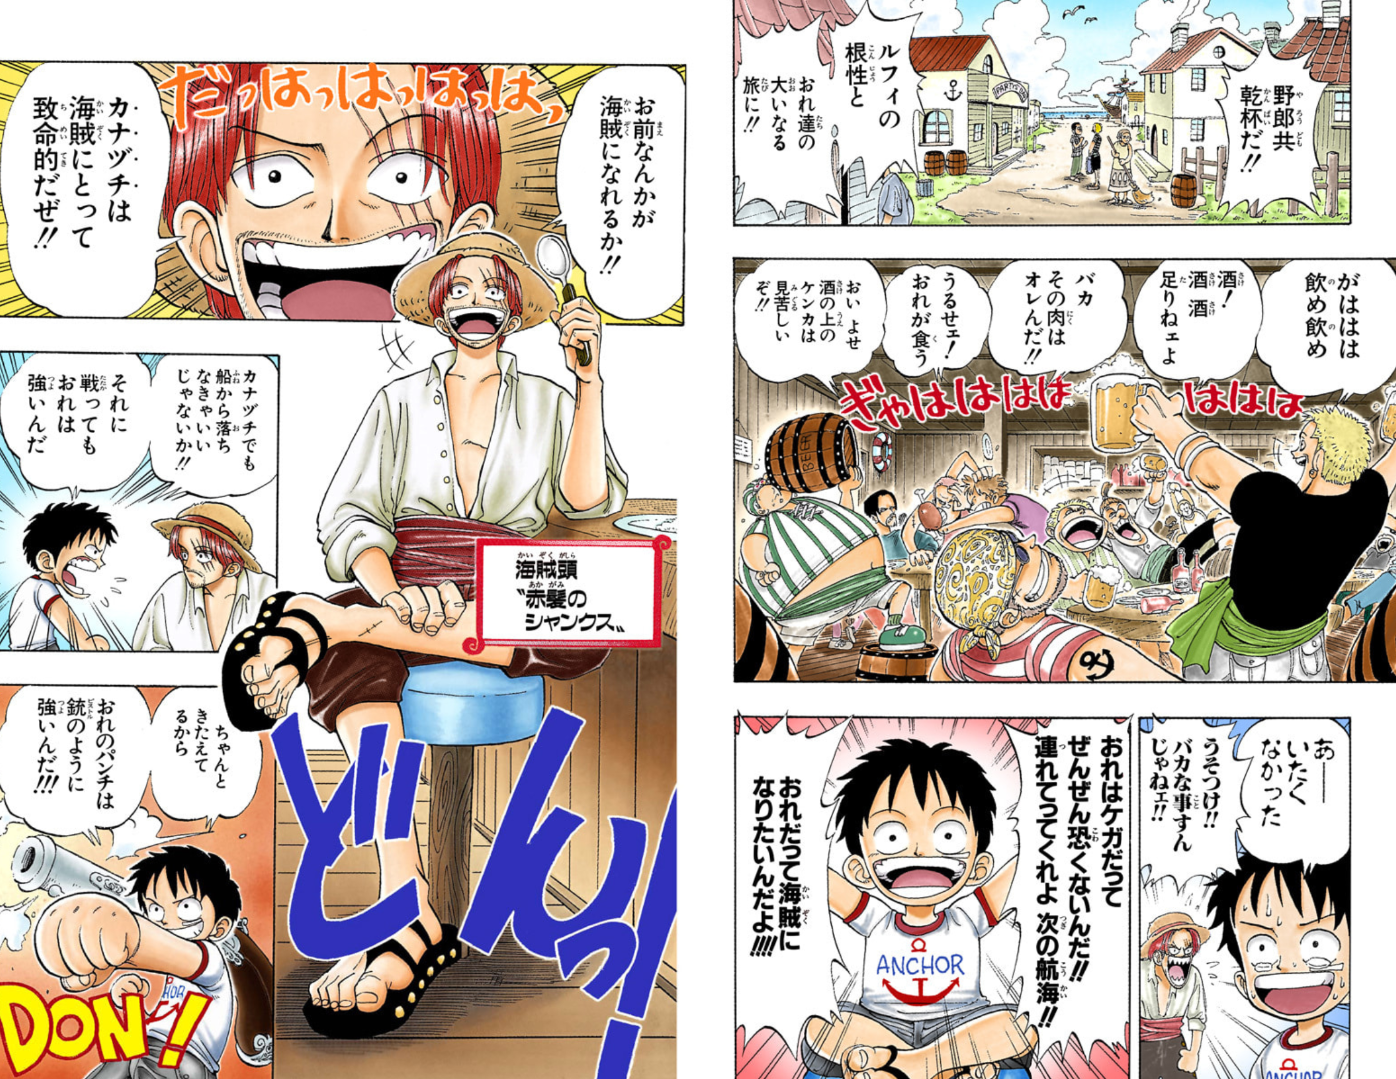 野郎共
乾杯だ!!
ルフィの
根性と
おれ達の
大いなる
旅に!!
PARTYS
がははは
飲め飲め
酒!
酒 酒
足りねェよ
バカ
その肉は
オレんだ!!
うるせェ!
おれが食う
おいよせ
酒の上の
ケンカは
見苦しい
ぞ!!
ぎゃはははは
ははは
BEER
あ——
いたく
なかった
うそつけ!!
バカな事すん
じゃねェ!!
ANCHOR
おれはケガだって
ぜんぜん恐くないんだ!!
連れてってくれよ 次の航海!!
おれだって海賊に
なりたいんだよ!!!!
ANCHOR
お前なんかが
海賊になれるか!!
だっはっはっはっはっ
カナヅチは
海賊にとって
致命的だぜ!!
海賊頭
〝赤髪の
シャンクス〟
どんっ!
カナヅチでも
船から落ち
なきゃいい
じゃないか!!
それに
戦っても
おれは
強いんだ
ちゃんと
きたえて
るから
おれのパンチは
銃のように
強いんだ!!!
HOR
DON!